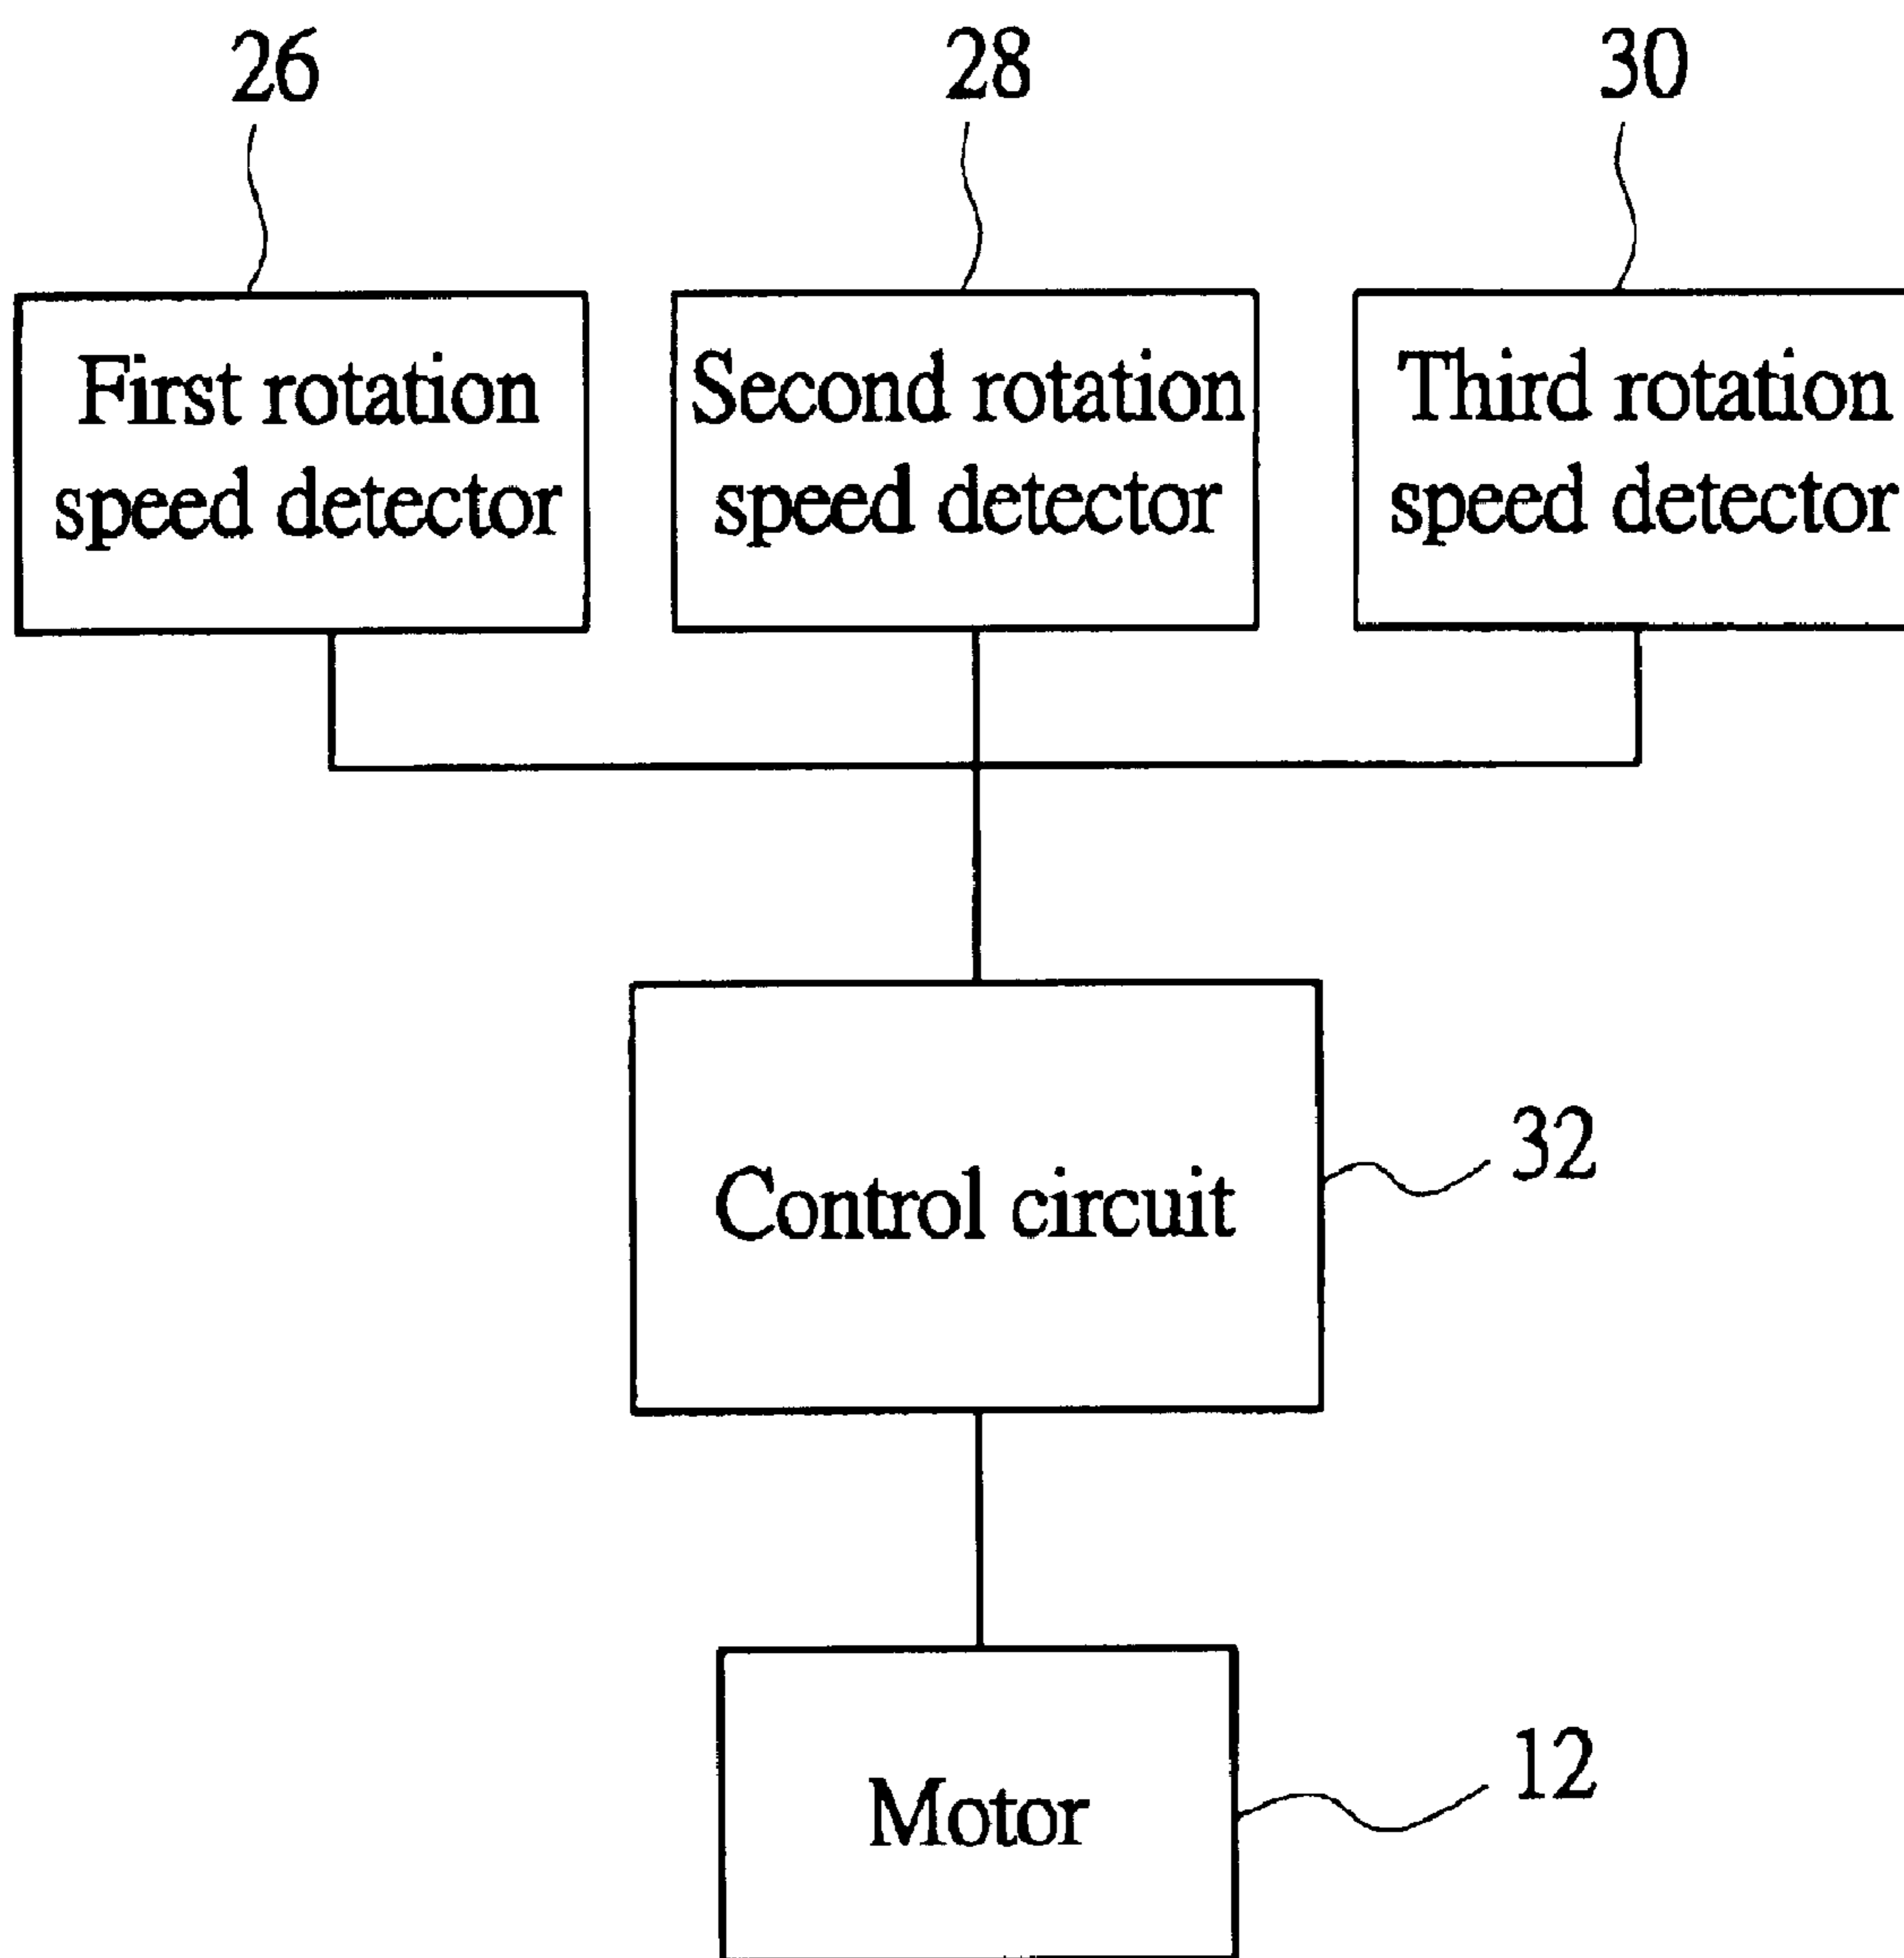 26
28
30
First rotation
speed detector
Second rotation
speed detector
Third rotation
speed detector
Control circuit
32
Motor
12